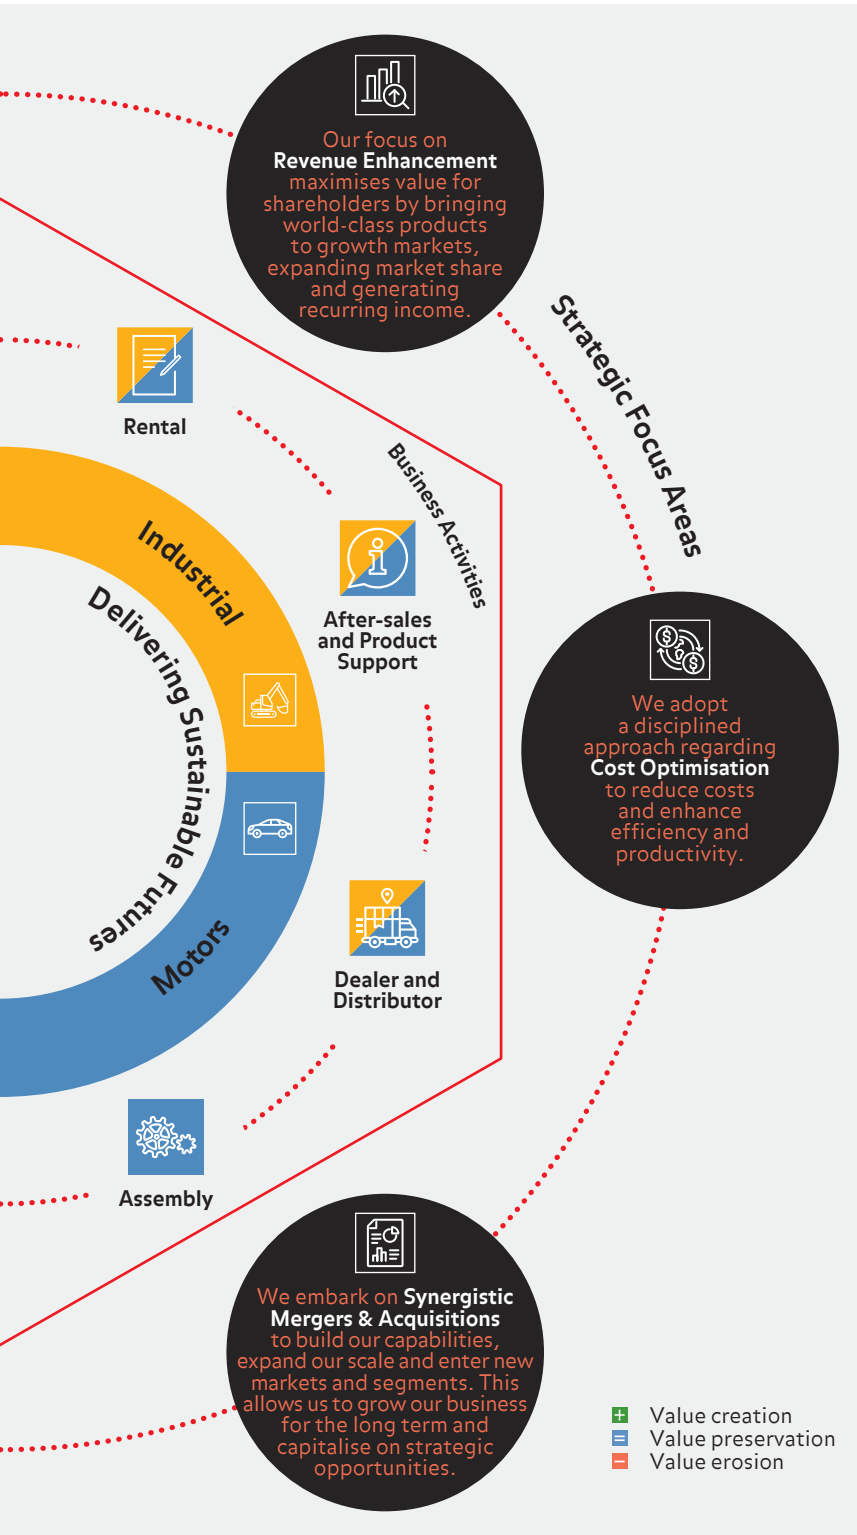 Our focus on
Revenue Enhancement
maximises value for
shareholders by bringing
world-class products
to growth markets,
expanding market share
and generating
recurring income.
Strategic Focus Areas
Rental
Business Activities
Industrial
After-sales
and Product
Support
Delivering Sustainable Futures
We adopt
a disciplined
approach regarding
Cost Optimisation
to reduce costs
and enhance
efficiency and
productivity.
Motors
Dealer and
Distributor
Assembly
We embark on Synergistic
Mergers & Acquisitions
to build our capabilities,
expand our scale and enter new
markets and segments. This
allows us to grow our business
for the long term and
capitalise on strategic
opportunities.
+ Value creation
= Value preservation
− Value erosion